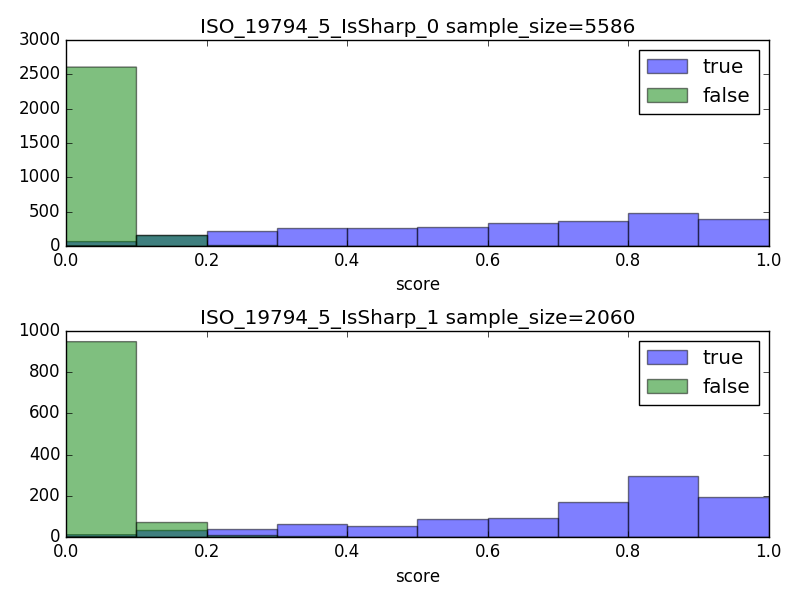 ISO_19794_5_IsSharp_0 sample_size=5586
3000
2500
2000
1500
1000
500
0
true
false
0.0 0.2 0.4 0.6 0.8 1.0
score
ISO_19794_5_IsSharp_1 sample_size=2060
1000
800
600
400
200
0
true
false
0.0 0.2 0.4 0.6 0.8 1.0
score